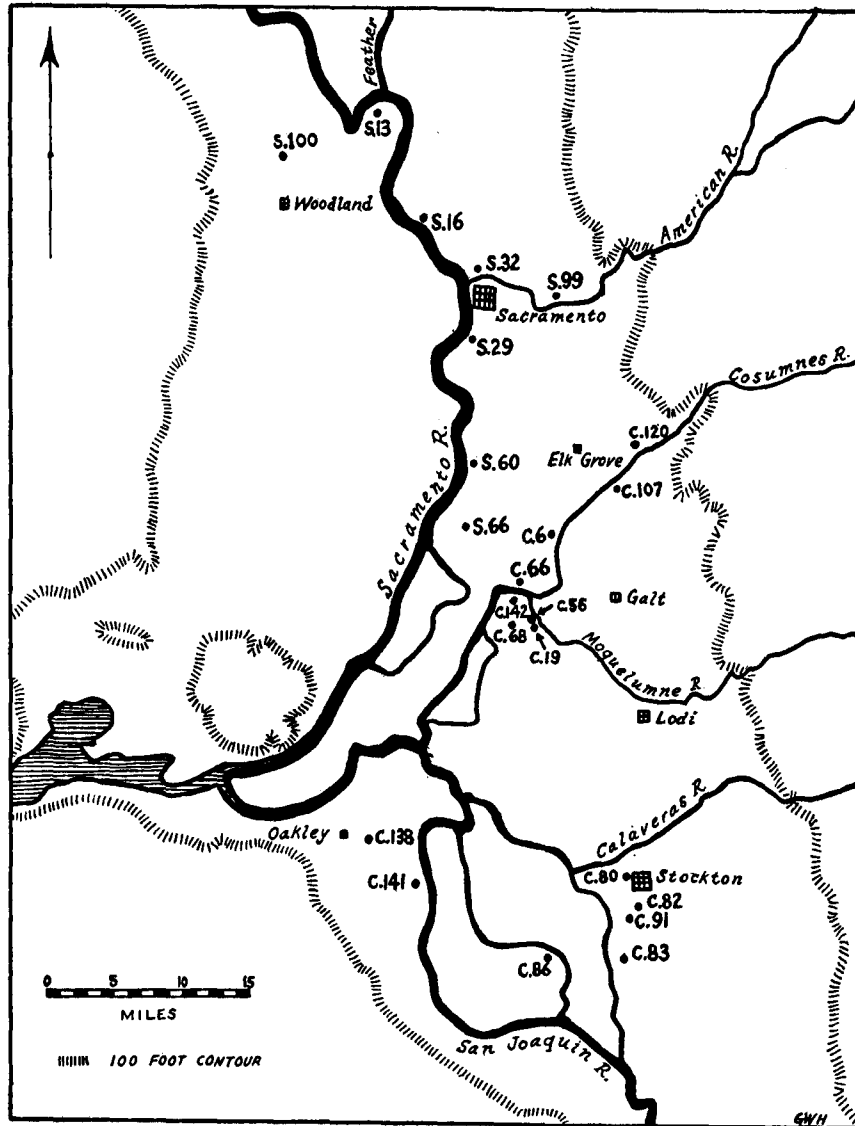 Feather
S.13
S.100
Woodland
S.16
American R.
S.32
S.99
Sacramento
S.29
Cosumnes R.
C.120
Elk Grove
S.60
C.107
Sacramento R.
S.66
C.6
C.66
Galt
C.142
C.56
C.68
C.19
Moquelumne R.
Lodi
Calaveras R.
Oakley
C.138
C.80
Stockton
C.141
C.82
C.91
C.83
C.86
0 5 10 15
MILES
San Joaquin R.
100 FOOT CONTOUR
GWH